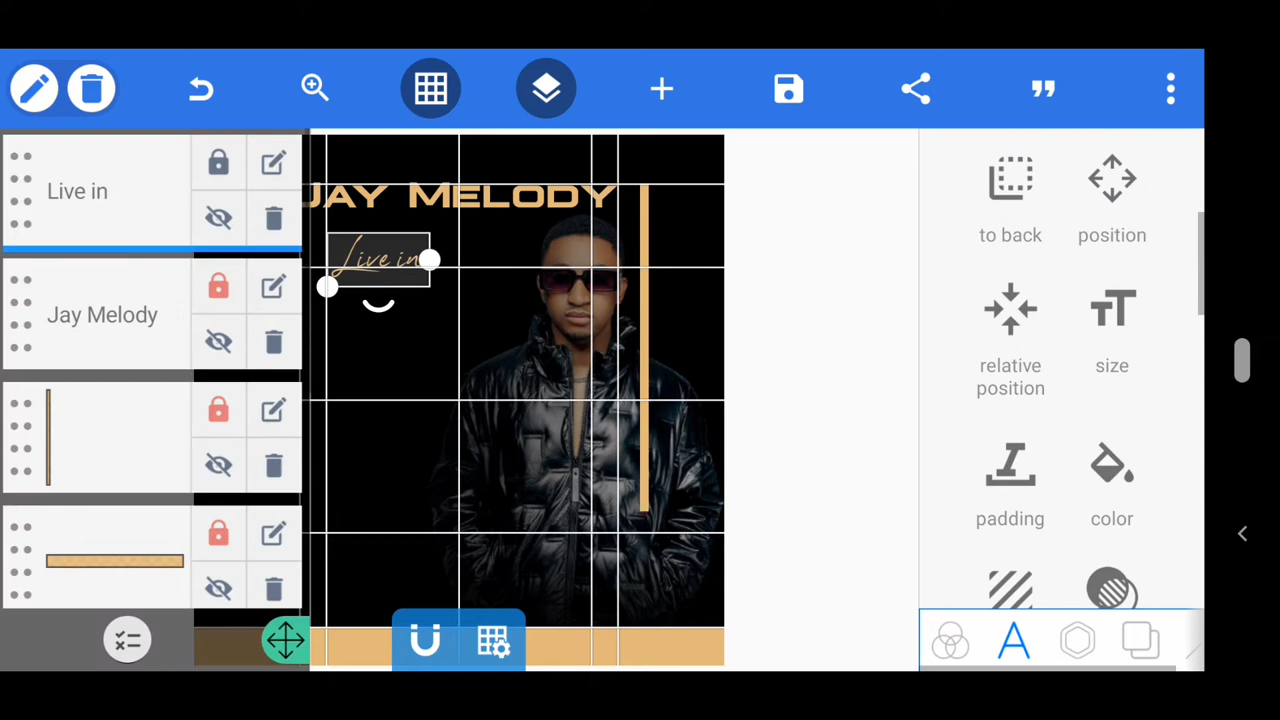 Live in
Jay Melody
JAY MELODY
Live in
to back
position
relative
position
size
padding
color